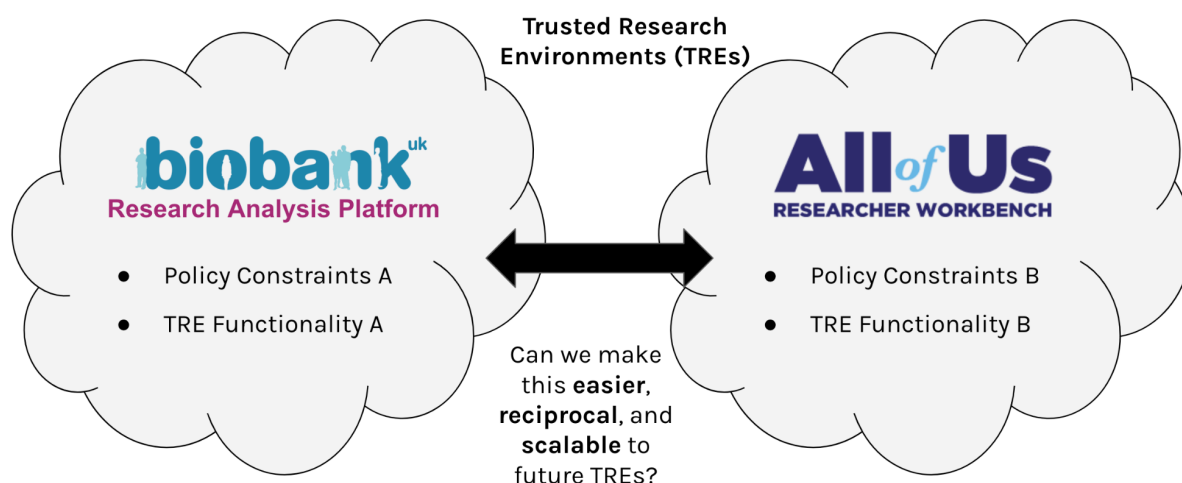 Trusted Research
Environments (TREs)
biobank uk
Research Analysis Platform
● Policy Constraints A
● TRE Functionality A
All of Us
RESEARCHER WORKBENCH
● Policy Constraints B
● TRE Functionality B
Can we make
this easier,
reciprocal, and
scalable to
future TREs?